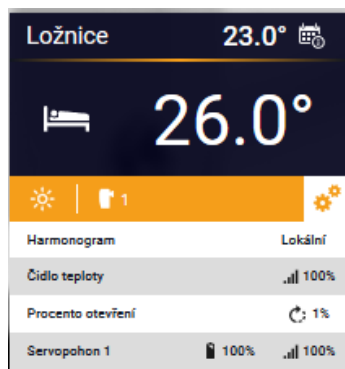 Ložnice 23.0°
26.0°
1
Harmonogram Lokální
Čidlo teploty 100%
Procento otevření 1%
Servopohon 1 100% 100%